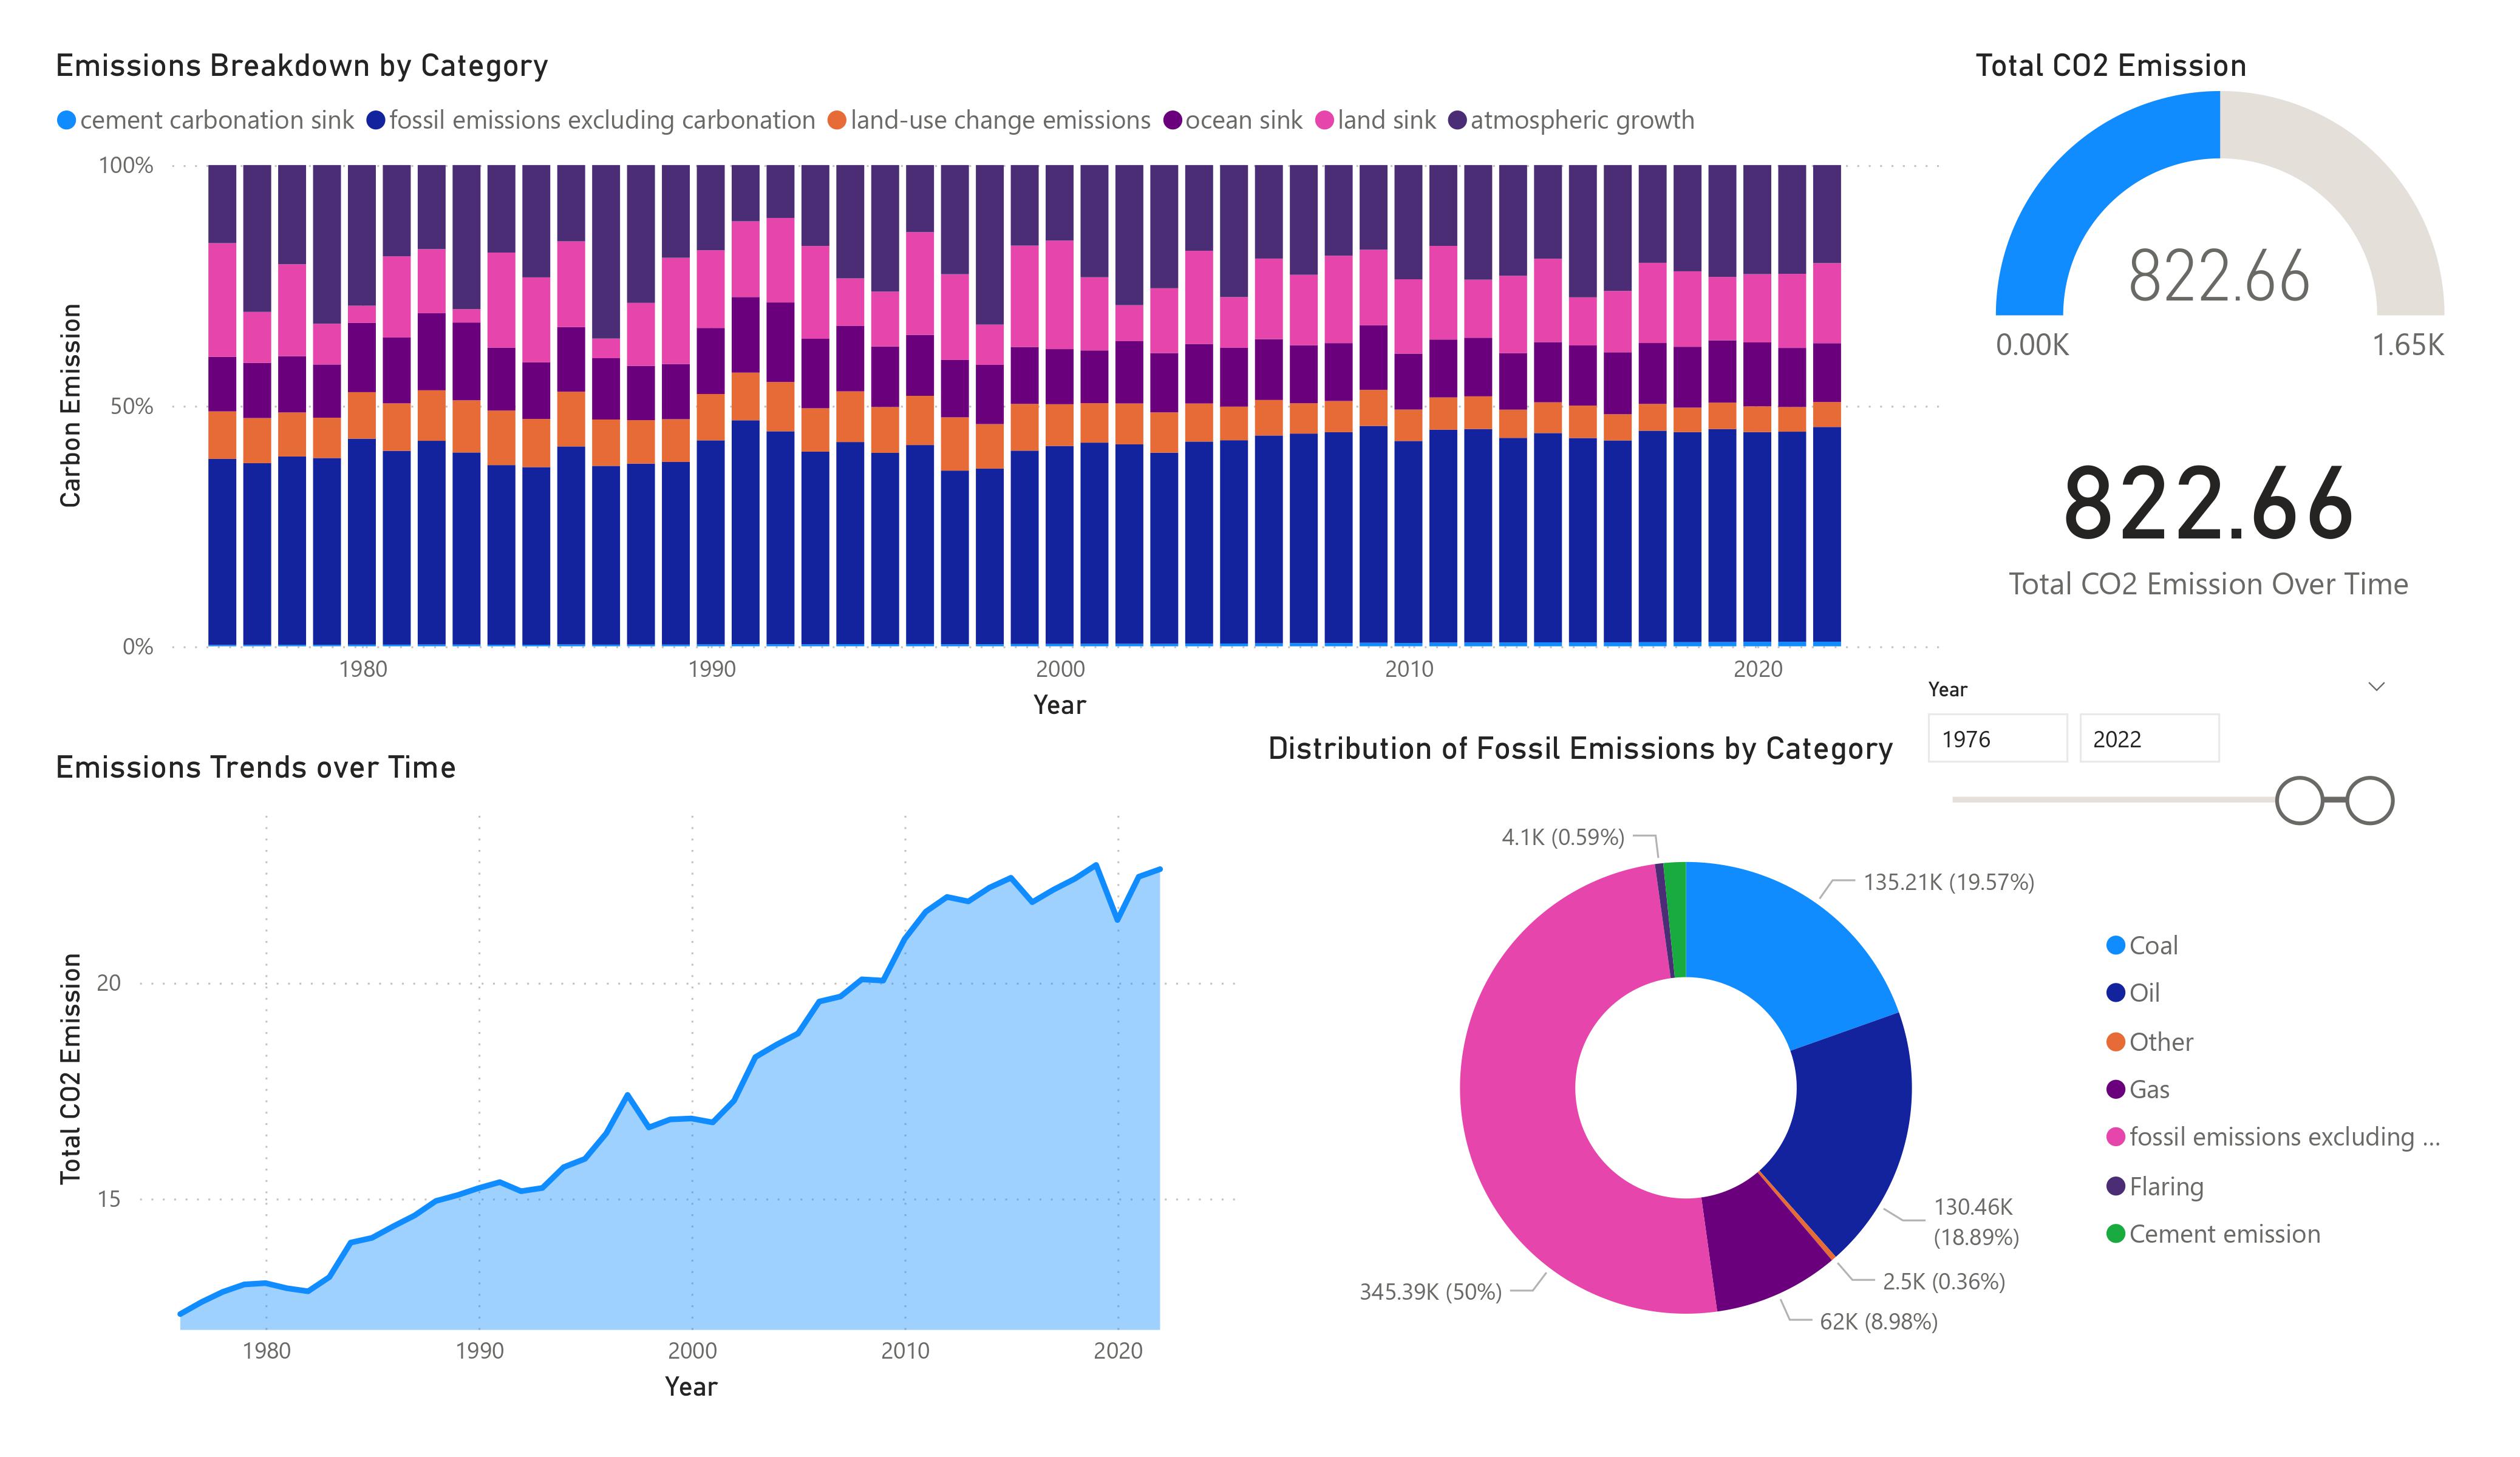 Emissions Breakdown by Category
cement carbonation sink fossil emissions excluding carbonation land-use change emissions ocean sink land sink atmospheric growth
100%
50%
0%
Carbon Emission
1980 1990 2000 2010 2020
Year
Total CO2 Emission
822.66
0.00K 1.65K
822.66
Total CO2 Emission Over Time
Year
1976 2022
Emissions Trends over Time
20
15
Total CO2 Emission
1980 1990 2000 2010 2020
Year
Distribution of Fossil Emissions by Category
4.1K (0.59%)
135.21K (19.57%)
130.46K
(18.89%)
2.5K (0.36%)
62K (8.98%)
345.39K (50%)
Coal
Oil
Other
Gas
fossil emissions excluding ...
Flaring
Cement emission